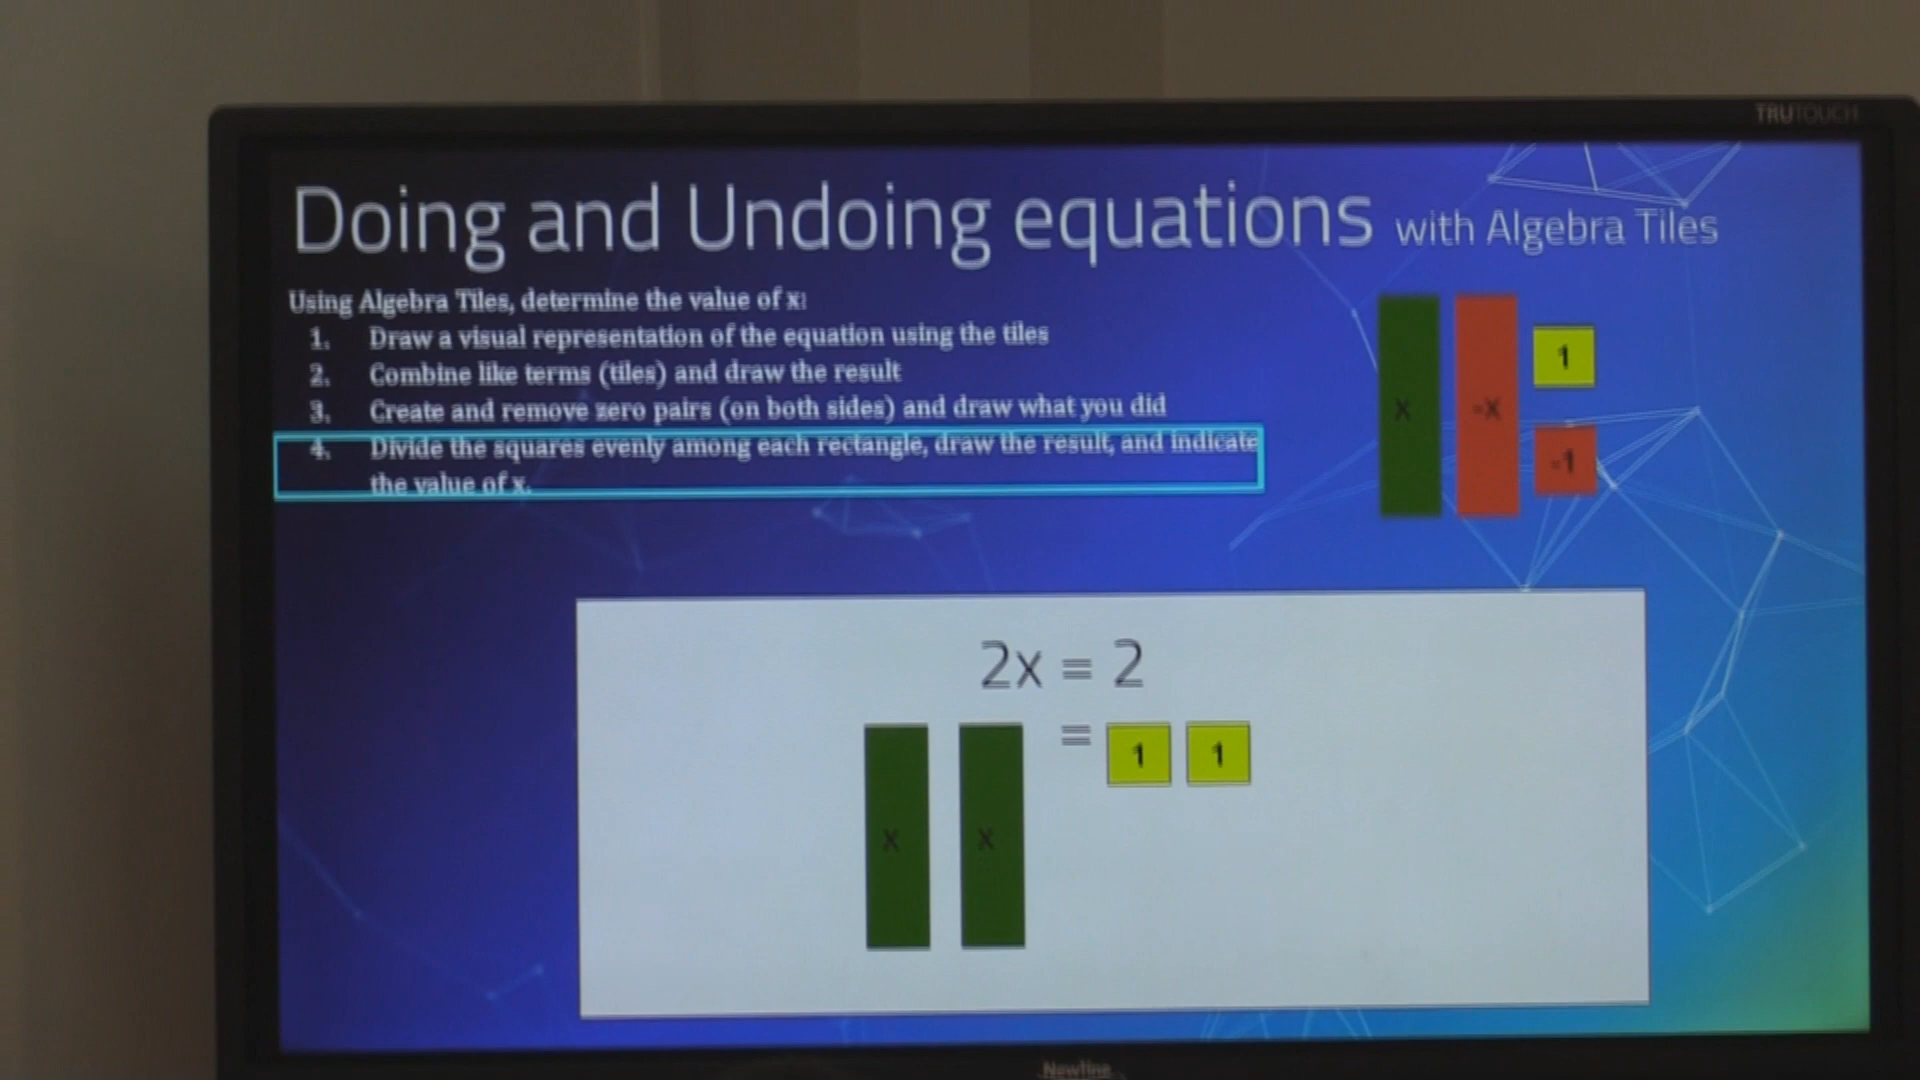 TRUTOUCH
Doing and Undoing equations with Algebra Tiles
Using Algebra Tiles, determine the value of x:
1. Draw a visual representation of the equation using the tiles
2. Combine like terms (tiles) and draw the result
3. Create and remove zero pairs (on both sides) and draw what you did
4. Divide the squares evenly among each rectangle, draw the result, and indicate
the value of x.
x -x 1
-1
2x = 2
= 1 1
x x
Newline